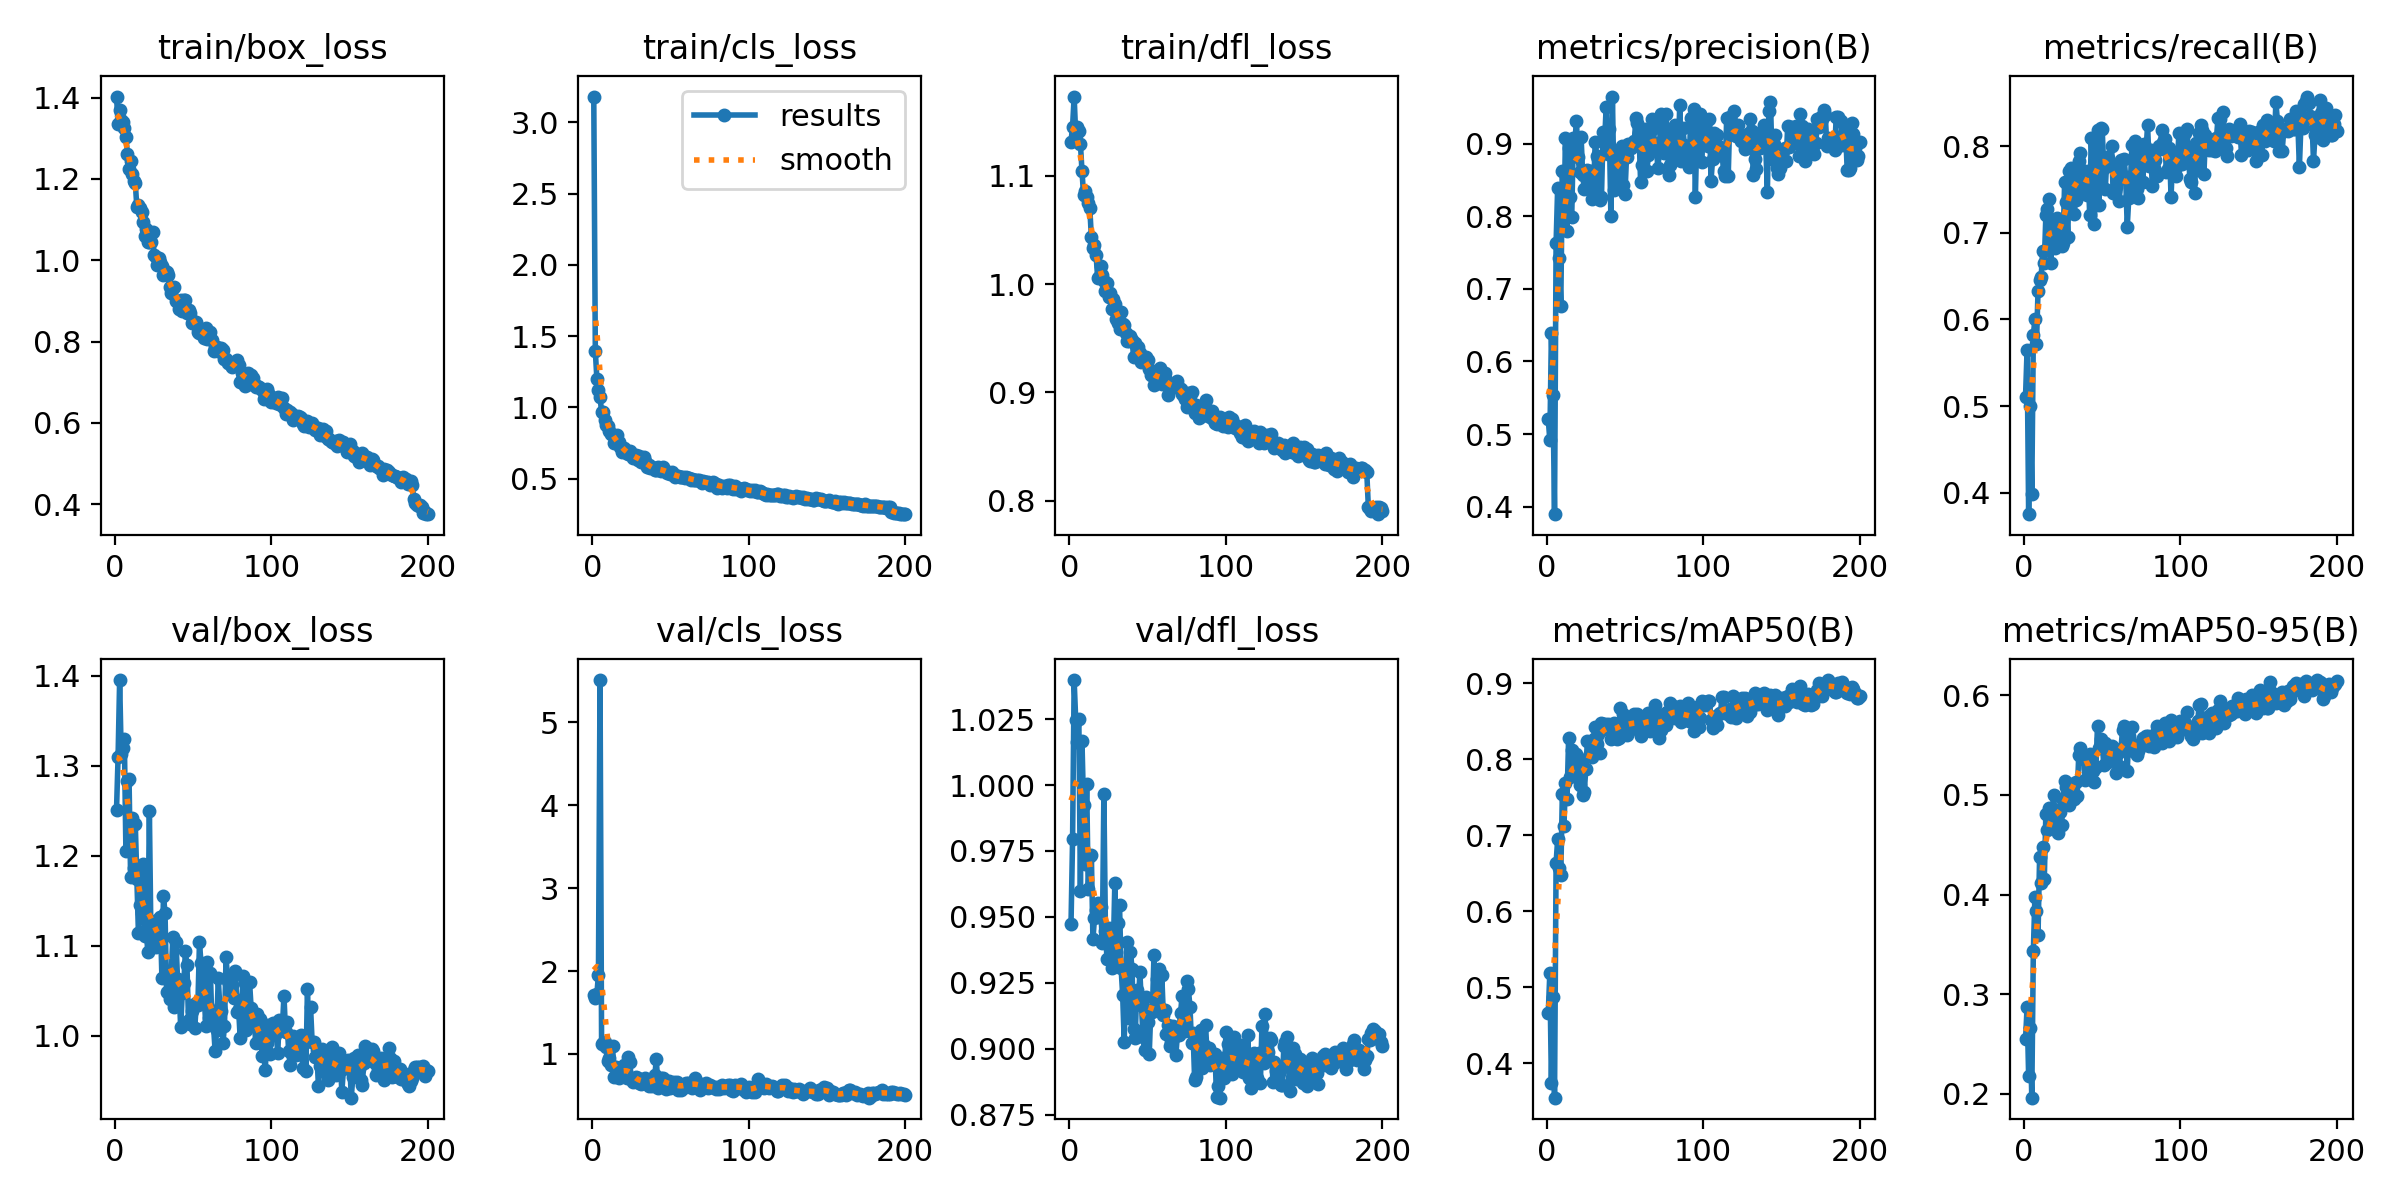 train/box_loss
1.4
1.2
1.0
0.8
0.6
0.4
0 100 200
train/cls_loss
results
smooth
3.0
2.5
2.0
1.5
1.0
0.5
0 100 200
train/dfl_loss
1.1
1.0
0.9
0.8
0 100 200
metrics/precision(B)
0.9
0.8
0.7
0.6
0.5
0.4
0 100 200
metrics/recall(B)
0.8
0.7
0.6
0.5
0.4
0 100 200
val/box_loss
1.4
1.3
1.2
1.1
1.0
0 100 200
val/cls_loss
5
4
3
2
1
0 100 200
val/dfl_loss
1.025
1.000
0.975
0.950
0.925
0.900
0.875
0 100 200
metrics/mAP50(B)
0.9
0.8
0.7
0.6
0.5
0.4
0 100 200
metrics/mAP50-95(B)
0.6
0.5
0.4
0.3
0.2
0 100 200